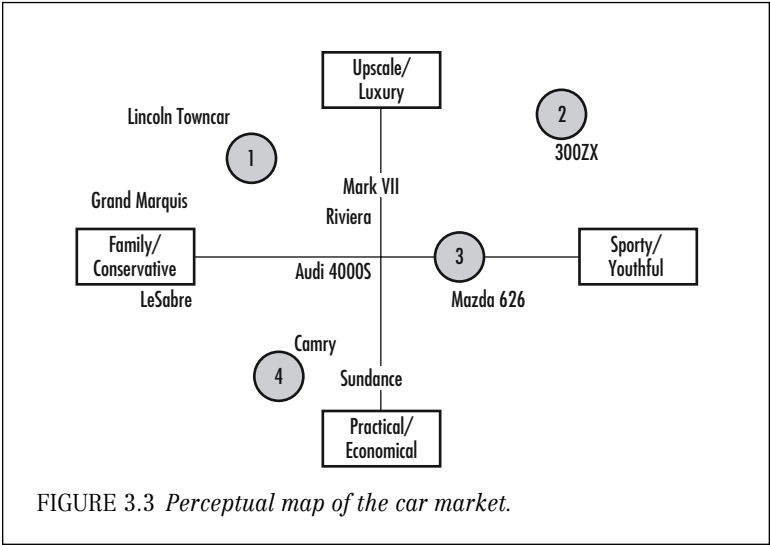 Upscale/
Luxury
Lincoln Towncar
2
1
300ZX
Mark VII
Grand Marquis
Riviera
Family/
Conservative
3
Sporty/
Youthful
Audi 4000S
LeSabre
Mazda 626
Camry
4
Sundance
Practical/
Economical
FIGURE 3.3 Perceptual map of the car market.